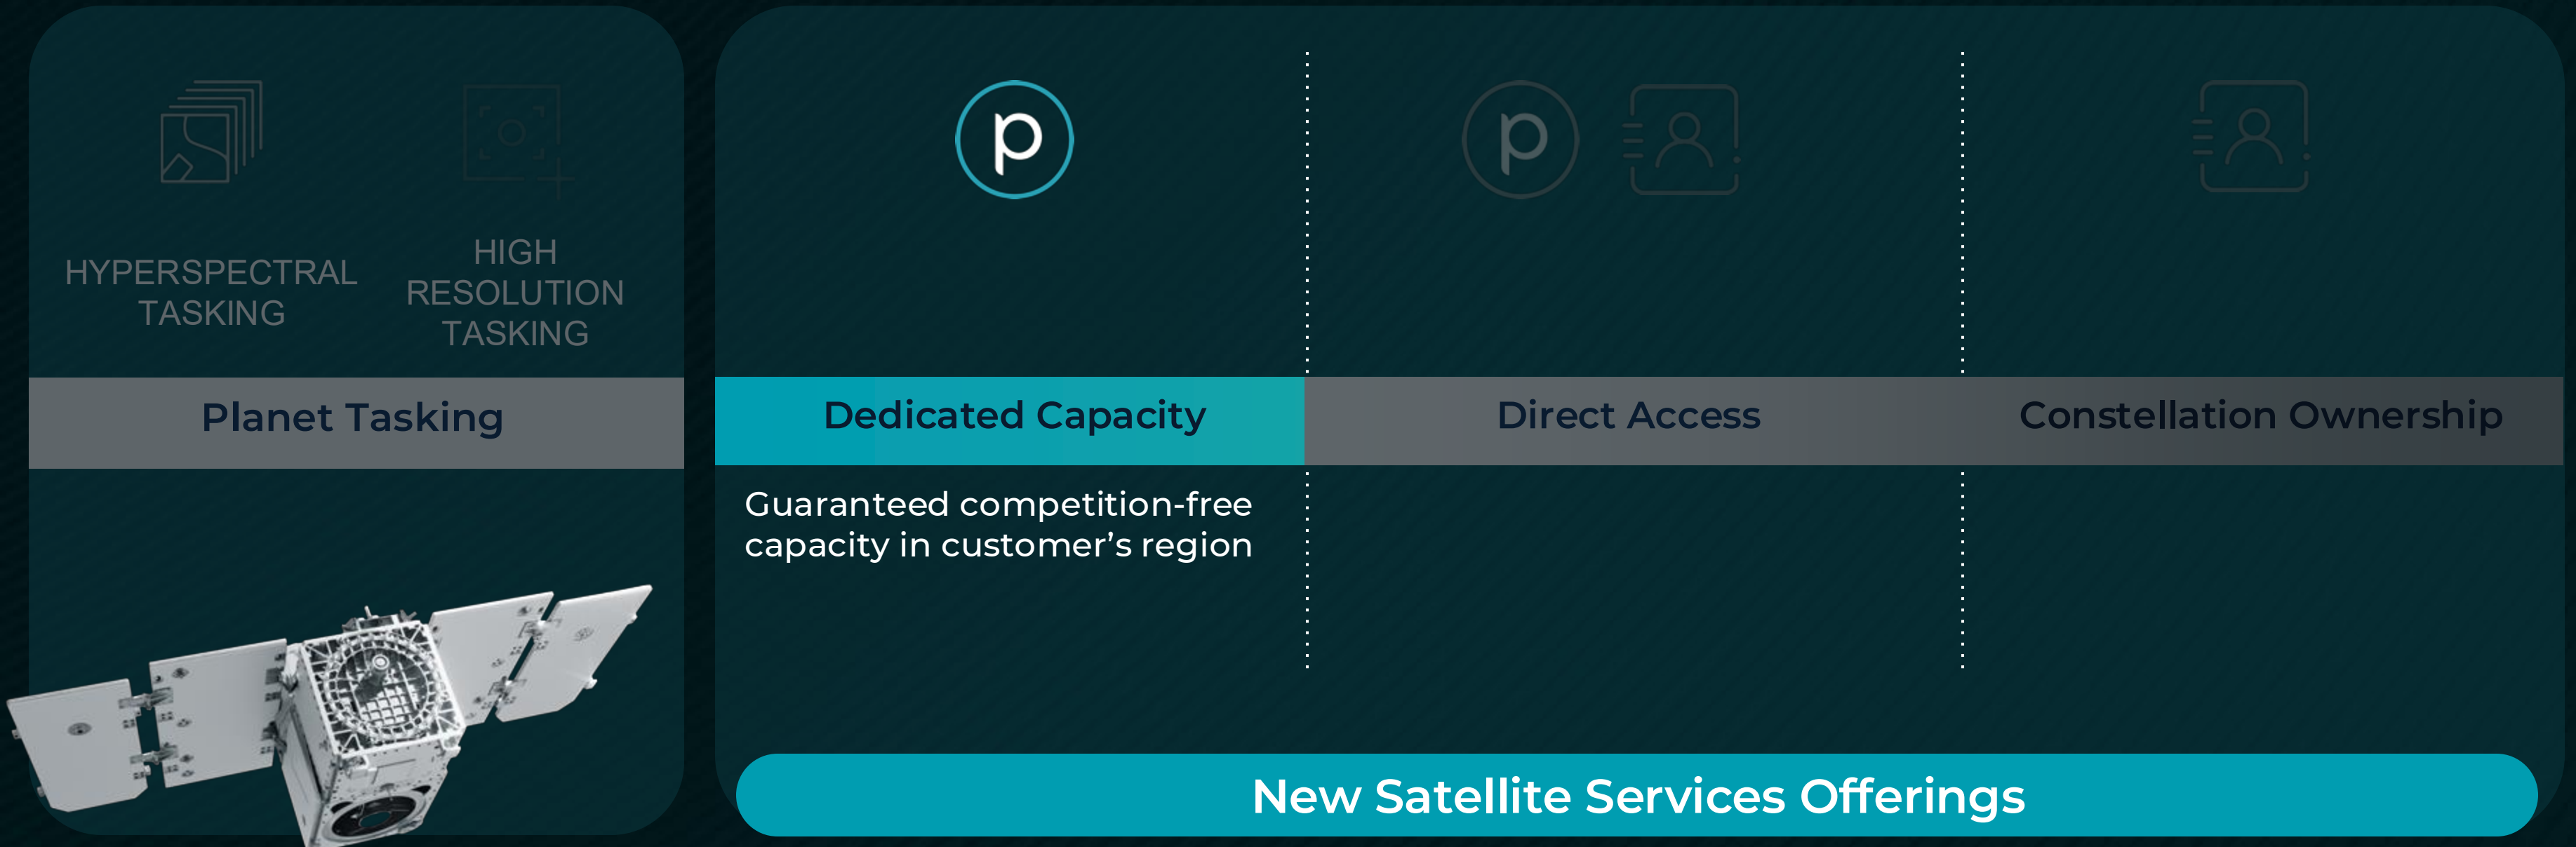 HYPERSPECTRAL
TASKING
HIGH
RESOLUTION
TASKING
Planet Tasking
p
Dedicated Capacity
Guaranteed competition-free
capacity in customer’s region
p
Direct Access
Constellation Ownership
New Satellite Services Offerings